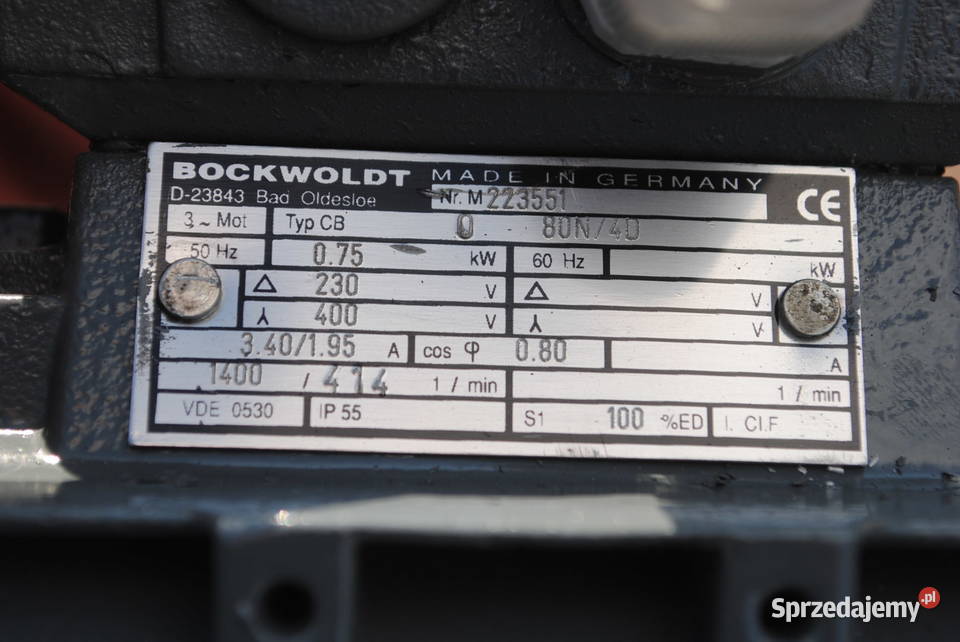 BOCKWOLDT MADE IN GERMANY
D-23843 Bad Oldesloe Nr. M 223551 CE
3 ~ Mot Typ CB 0 80N/4D
50 Hz 0.75 kW 60 Hz kW
△ 230 V △ V
⅄ 400 V ⅄ V
3.40/1.95 A cos φ 0.80 A
1400 / 414 1 / min 1 / min
VDE 0530 IP 55 S1 100 %ED I. Cl.F
Sprzedajemy.pl